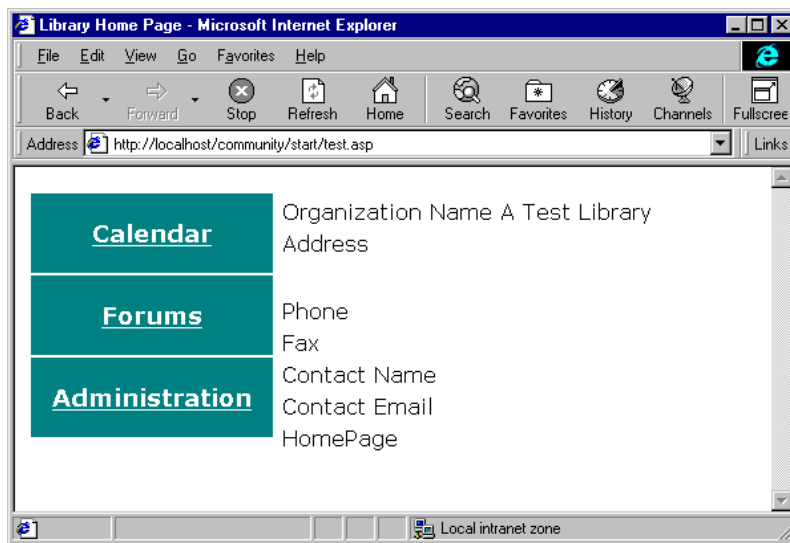 Library Home Page - Microsoft Internet Explorer
File Edit View Go Favorites Help
Back Forward Stop Refresh Home Search Favorites History Channels Fullscree
Address http://localhost/community/start/test.asp Links
Calendar
Forums
Administration
Organization Name A Test Library
Address
Phone
Fax
Contact Name
Contact Email
HomePage
Local intranet zone